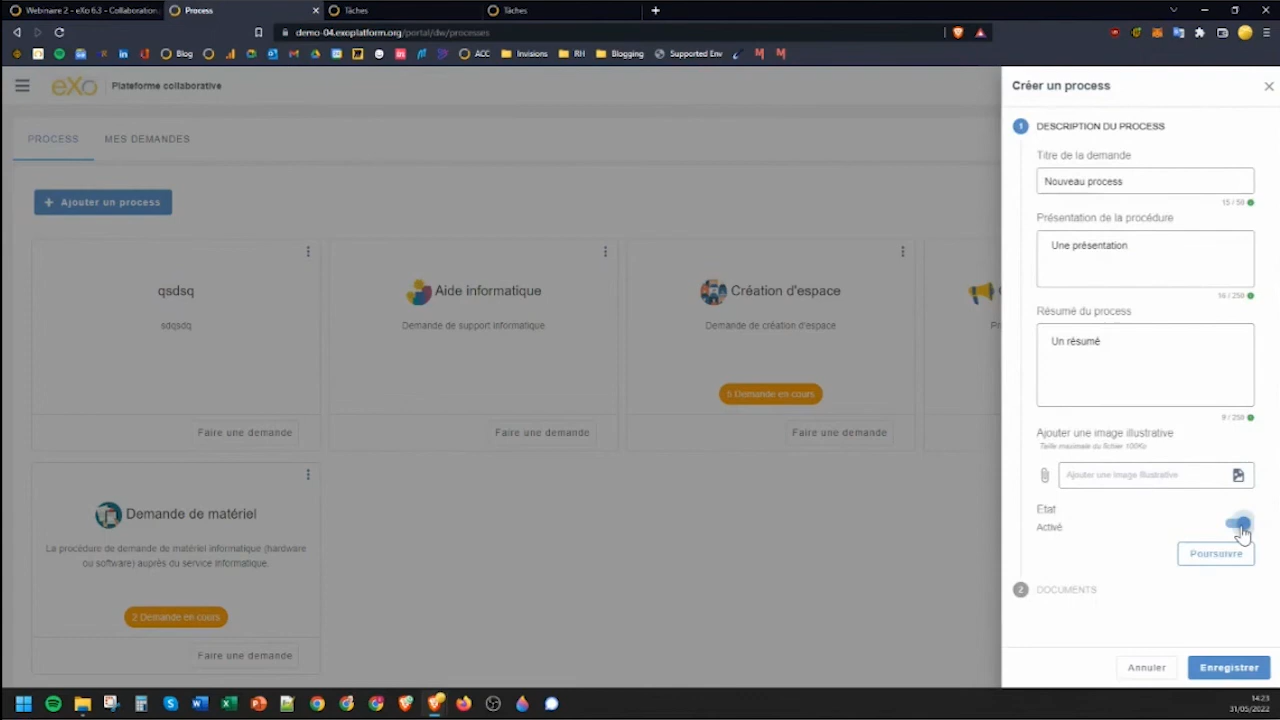 Webinaire 2 - eXo 6.3 - Collaboration
Process
Tâches
Tâches
demo-04.exoplatform.org/portal/dw/processes
Blog
ACC
Invisions
RH
Blogging
Supported Env
eXo
Plateforme collaborative
PROCESS
MES DEMANDES
+ Ajouter un process
qsdsq
sdqsdq
Faire une demande
Aide informatique
Demande de support informatique
Faire une demande
Création d'espace
Demande de création d'espace
5 Demande en cours
Faire une demande
Demande de matériel
La procédure de demande de matériel informatique (hardware
ou software) auprès du service informatique.
2 Demande en cours
Faire une demande
Créer un process
1 DESCRIPTION DU PROCESS
Titre de la demande
Nouveau process
15 / 50
Présentation de la procédure
Une présentation
16 / 250
Résumé du process
Un résumé
9 / 250
Ajouter une image illustrative
Taille maximale du fichier 100Ko
Ajouter une image illustrative
Etat
Activé
Poursuivre
2 DOCUMENTS
Annuler
Enregistrer
14:23
31/05/2022